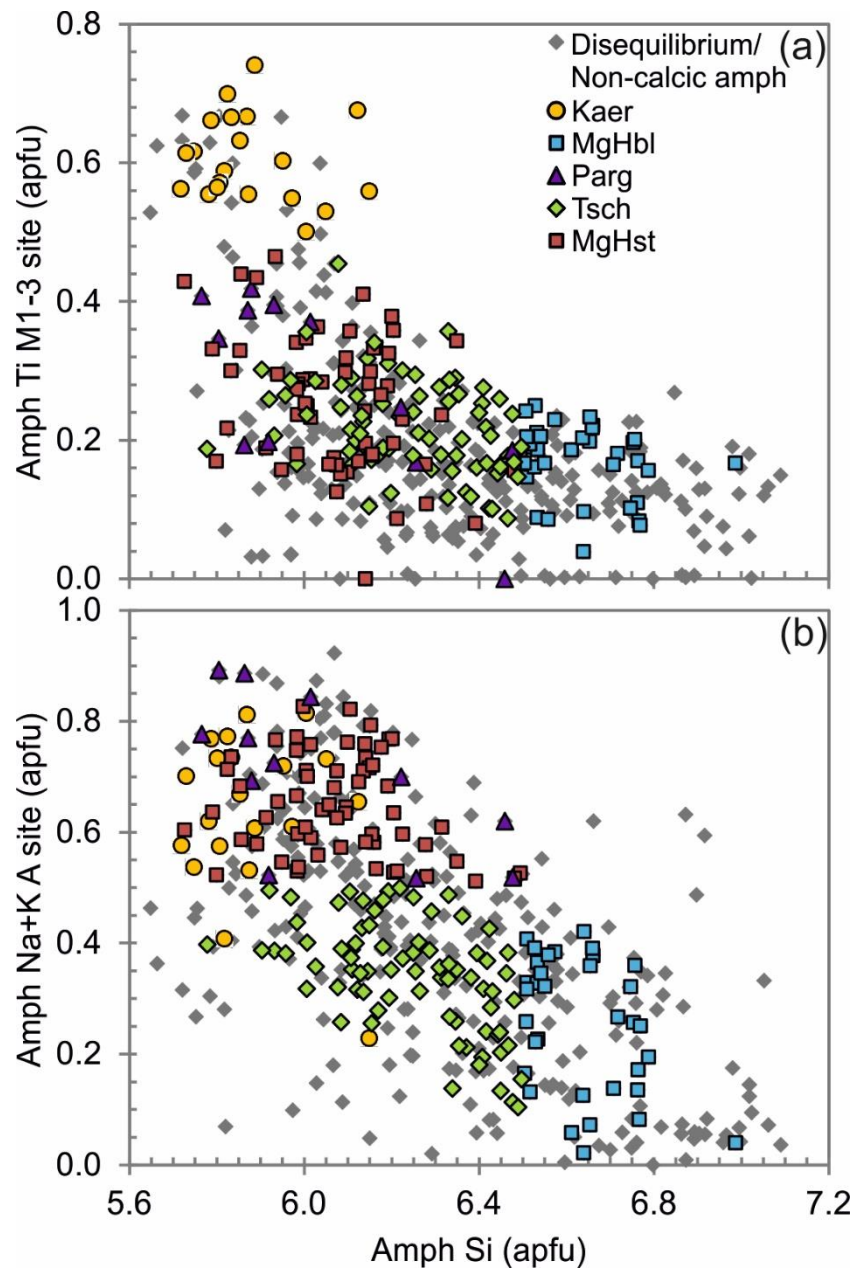 (a)
Disequilibrium/
Non-calcic amph
Kaer
MgHbl
Parg
Tsch
MgHst
Amph Ti M1-3 site (apfu)
0.8
0.6
0.4
0.2
0.0
(b)
Amph Na+K A site (apfu)
1.0
0.8
0.6
0.4
0.2
0.0
5.6 6.0 6.4 6.8 7.2
Amph Si (apfu)